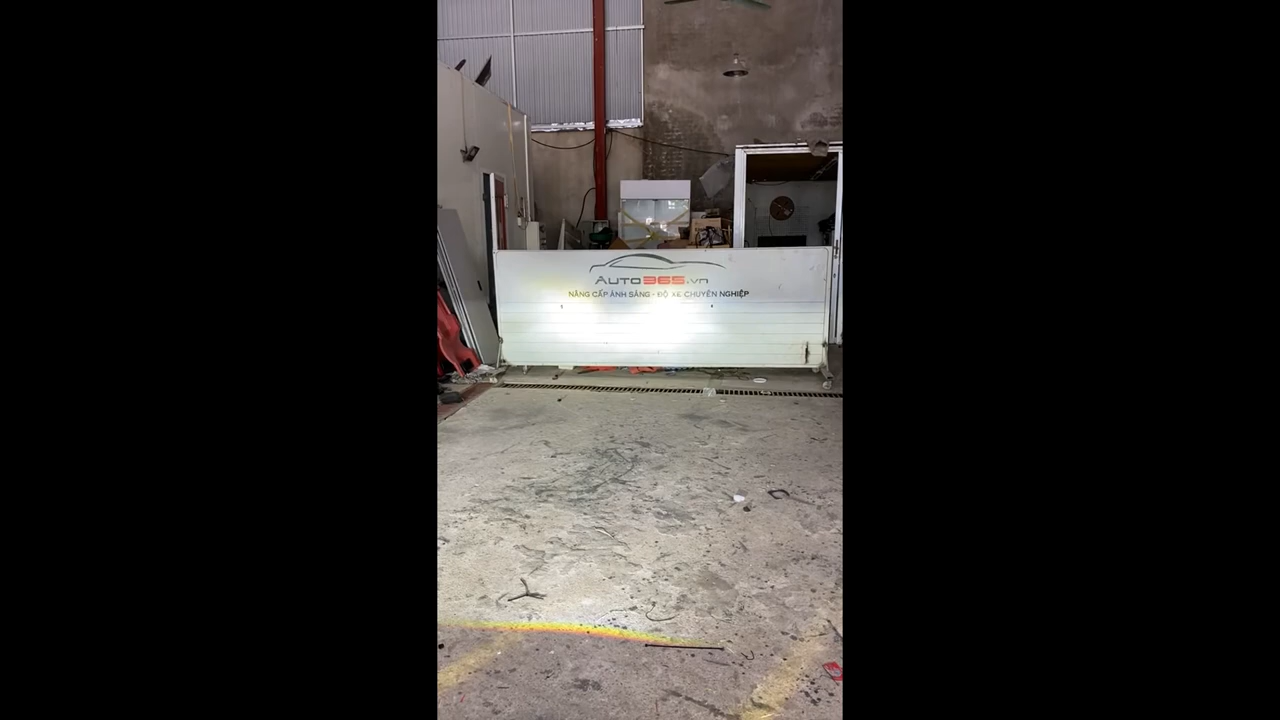 AUTO365.vn
NÂNG CẤP ÁNH SÁNG - ĐỘ XE CHUYÊN NGHIỆP